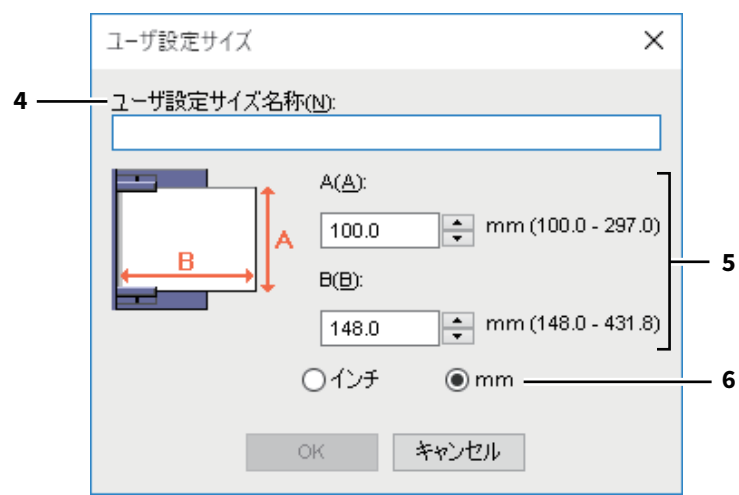 ユーザ設定サイズ
4
ユーザ設定サイズ名称(N):
A(A):
A
100.0 mm (100.0 - 297.0)
5
B
B(B):
148.0 mm (148.0 - 431.8)
インチ mm
6
OK キャンセル